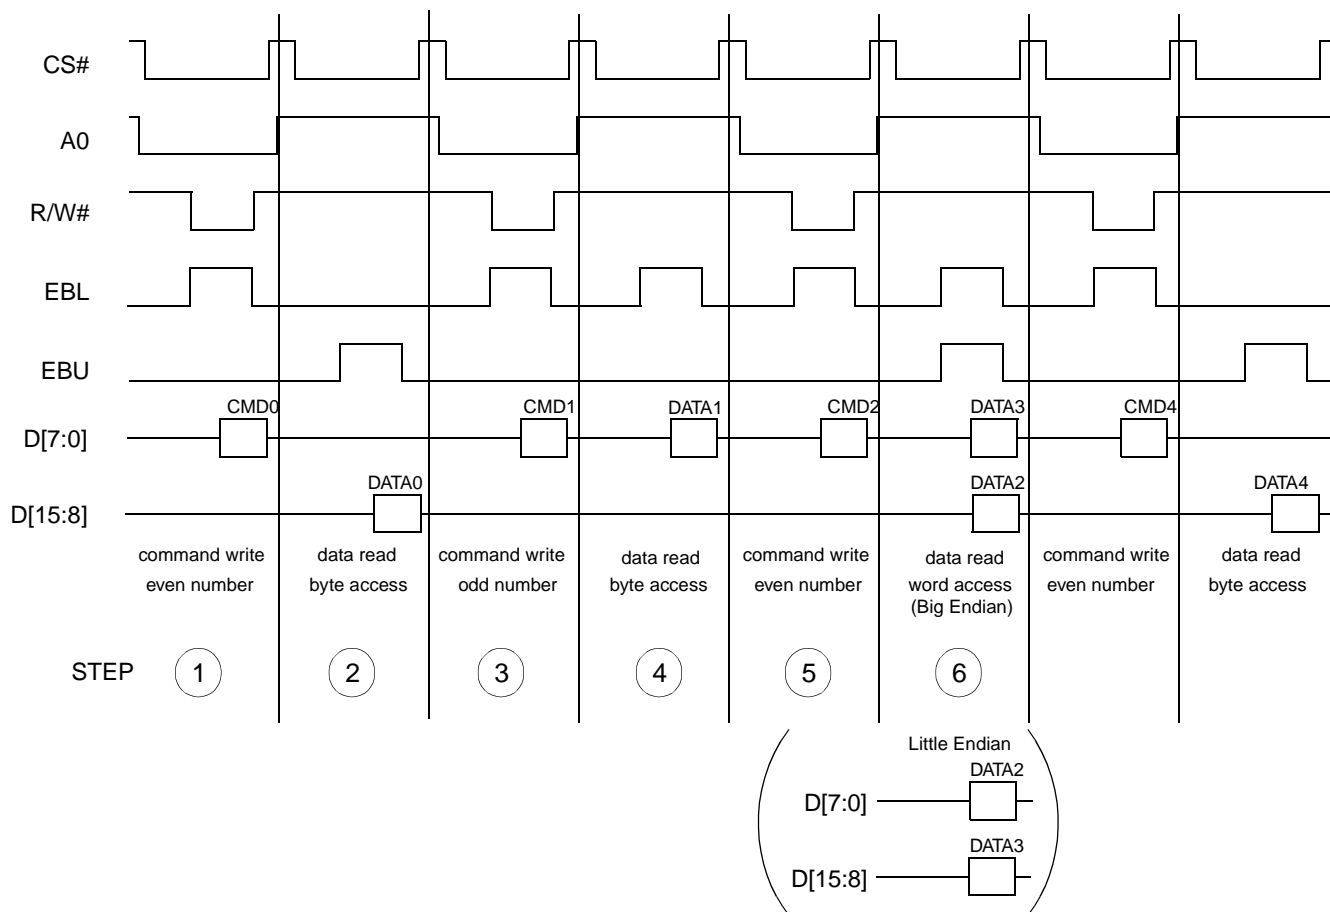 CS#
A0
R/W#
EBL
EBU
CMD0 CMD1 DATA1 CMD2 DATA3 CMD4
D[7:0]
DATA0 DATA2 DATA4
D[15:8]
command write data read command write data read command write data read command write data read
even number byte access odd number byte access even number word access even number byte access
(Big Endian)
STEP 1 2 3 4 5 6
Little Endian
DATA2
D[7:0]
DATA3
D[15:8]